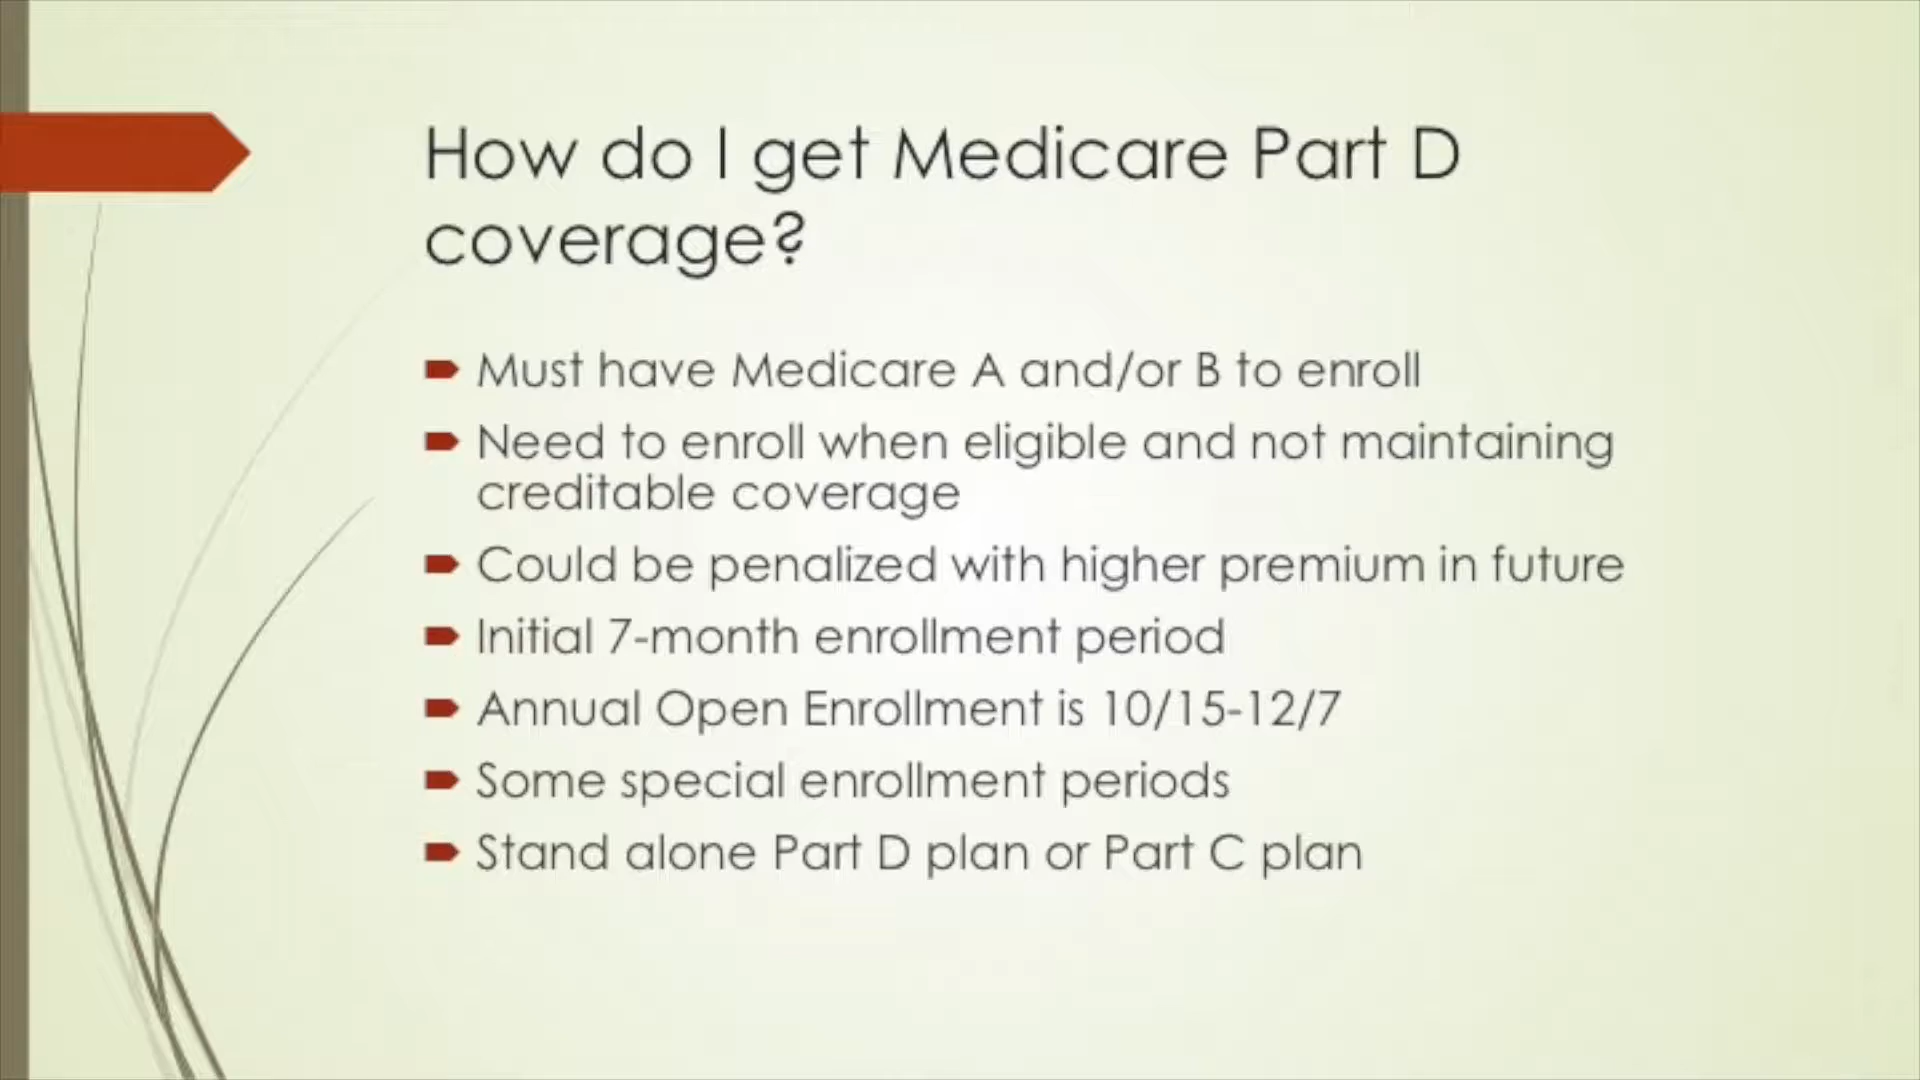 How do I get Medicare Part D
coverage?
Must have Medicare A and/or B to enroll
Need to enroll when eligible and not maintaining
creditable coverage
Could be penalized with higher premium in future
Initial 7-month enrollment period
Annual Open Enrollment is 10/15-12/7
Some special enrollment periods
Stand alone Part D plan or Part C plan